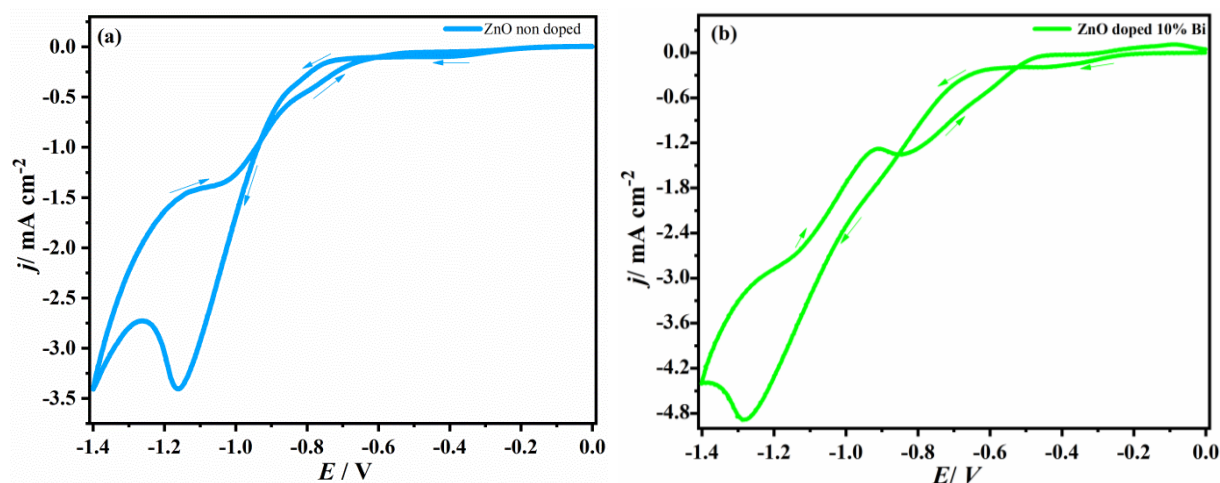 (a)
ZnO non doped
0.0
-0.5
-1.0
-1.5
-2.0
-2.5
-3.0
-3.5
j/ mA cm⁻²
-1.4 -1.2 -1.0 -0.8 -0.6 -0.4 -0.2 0.0
E / V
(b)
ZnO doped 10% Bi
0.0
-0.6
-1.2
-1.8
-2.4
-3.0
-3.6
-4.2
-4.8
j/ mA cm⁻²
-1.4 -1.2 -1.0 -0.8 -0.6 -0.4 -0.2 0.0
E/ V